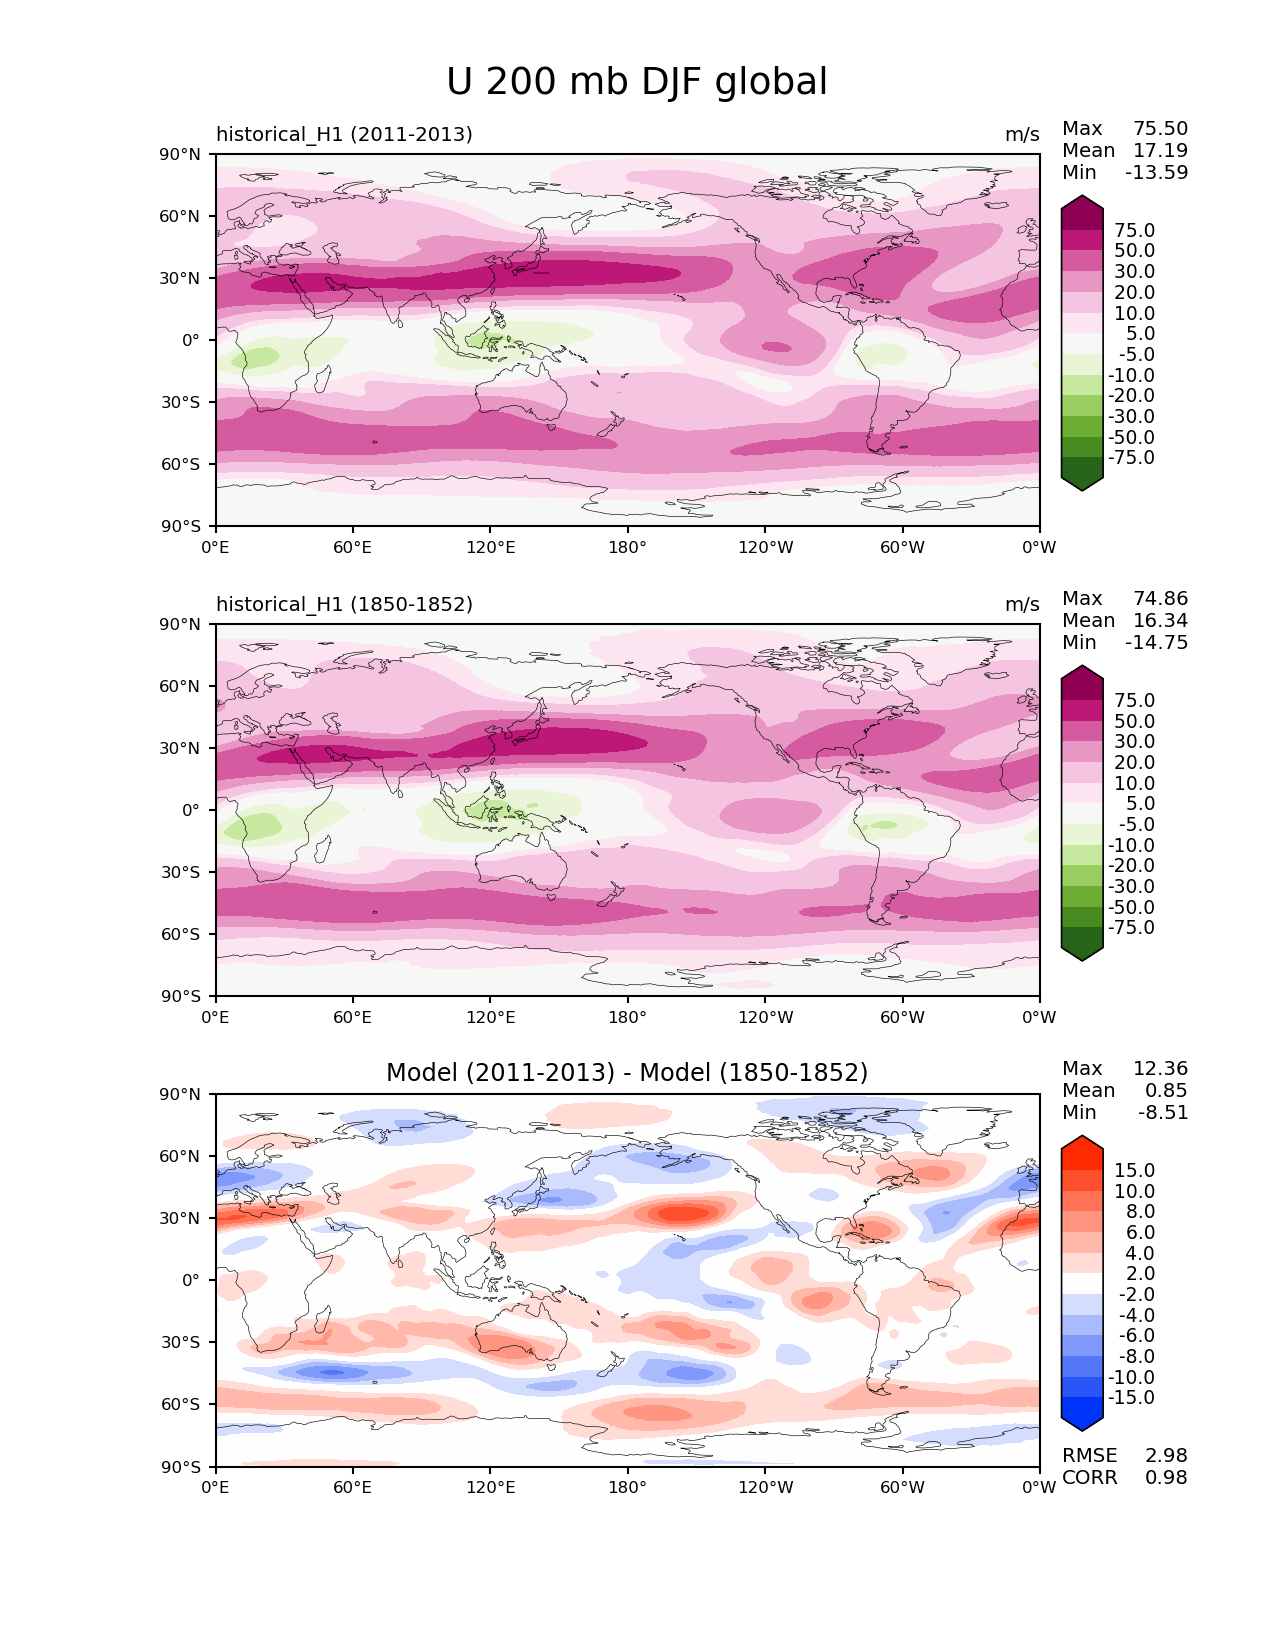 U 200 mb DJF global
historical_H1 (2011-2013) m/s
Max 75.50
Mean 17.19
Min -13.59
90°N
60°N
30°N
0°
30°S
60°S
90°S
0°E 60°E 120°E 180° 120°W 60°W 0°W
75.0
50.0
30.0
20.0
10.0
5.0
-5.0
-10.0
-20.0
-30.0
-50.0
-75.0
historical_H1 (1850-1852) m/s
Max 74.86
Mean 16.34
Min -14.75
90°N
60°N
30°N
0°
30°S
60°S
90°S
0°E 60°E 120°E 180° 120°W 60°W 0°W
75.0
50.0
30.0
20.0
10.0
5.0
-5.0
-10.0
-20.0
-30.0
-50.0
-75.0
Model (2011-2013) - Model (1850-1852)
Max 12.36
Mean 0.85
Min -8.51
90°N
60°N
30°N
0°
30°S
60°S
90°S
0°E 60°E 120°E 180° 120°W 60°W 0°W
15.0
10.0
8.0
6.0
4.0
2.0
-2.0
-4.0
-6.0
-8.0
-10.0
-15.0
RMSE 2.98
CORR 0.98